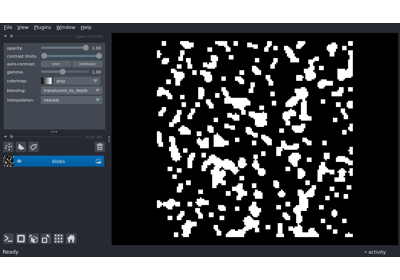 File View Plugins Window Help
opacity: 1.00
contrast limits:
auto-contrast: once continuous
gamma: 1.00
colormap: gray
blending: translucent_no_depth
interpolation: nearest
blobs
Ready activity